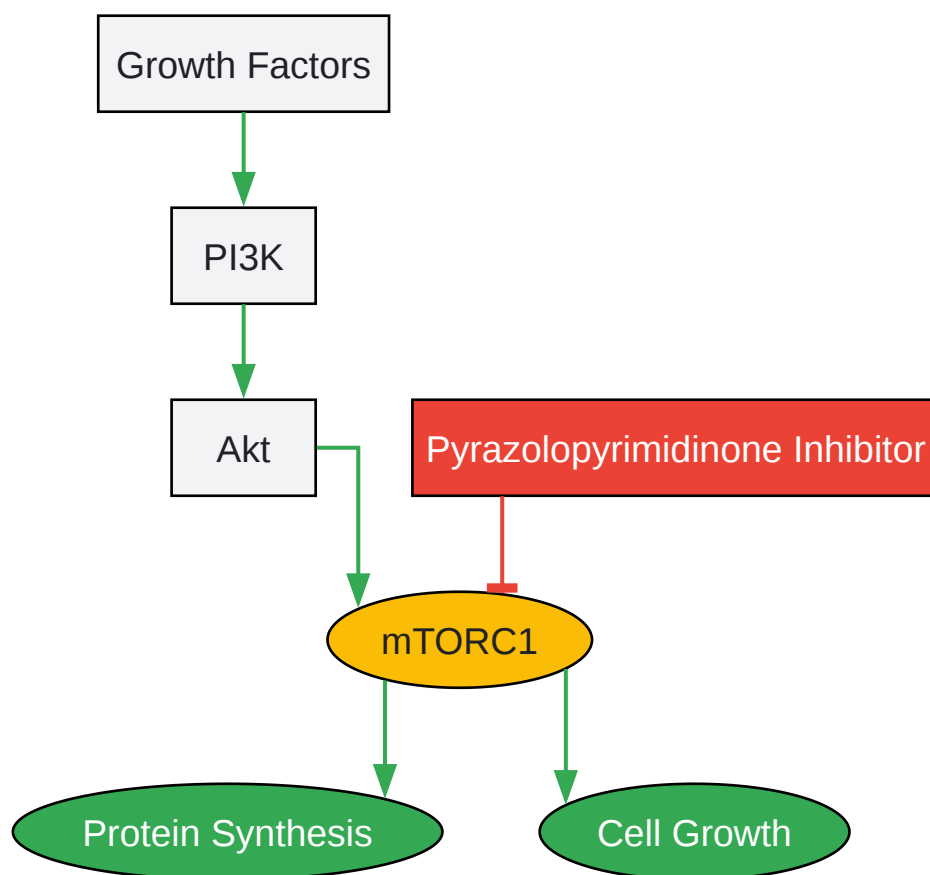 Growth Factors
PI3K
Akt
Pyrazolopyrimidinone Inhibitor
mTORC1
Protein Synthesis
Cell Growth